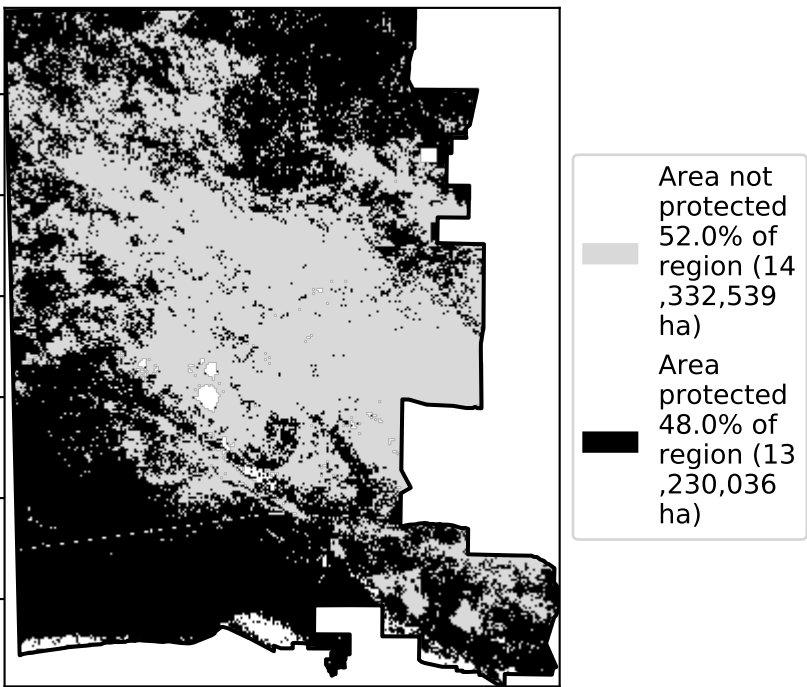 Area not
protected
52.0% of
region (14
,332,539
ha)
Area
protected
48.0% of
region (13
,230,036
ha)